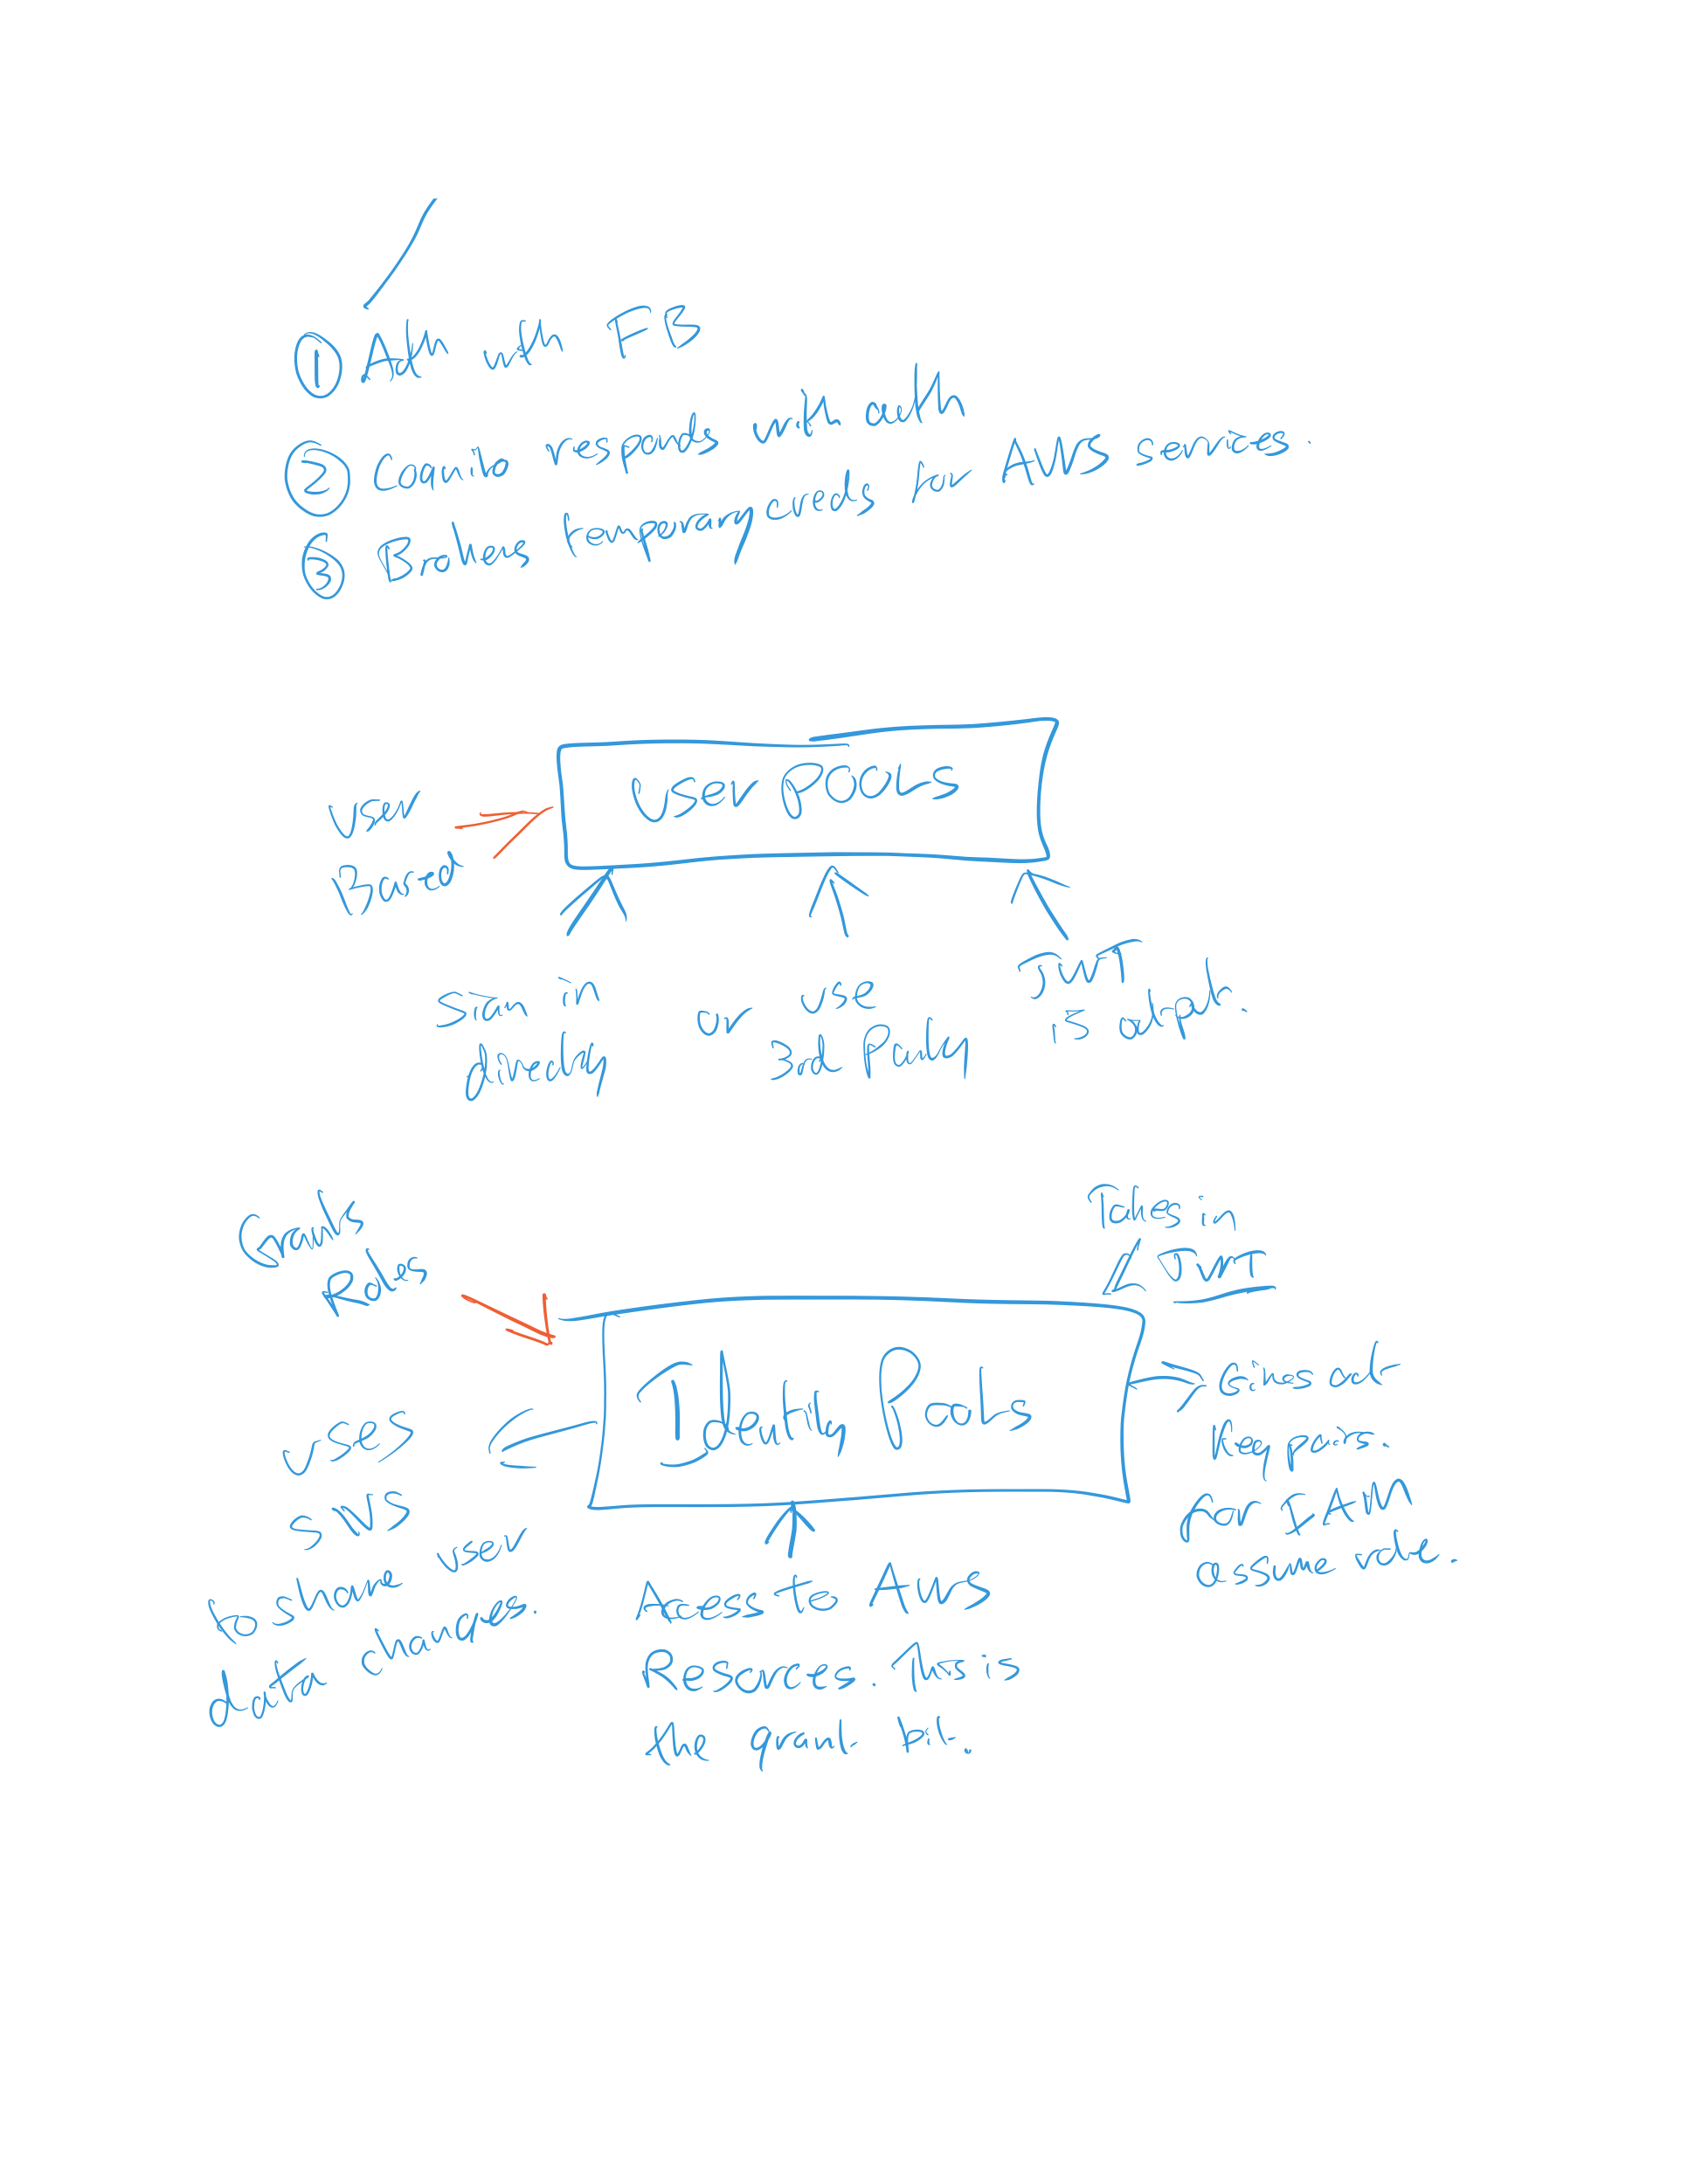 ① Auth with FB
② Cognito responds with auth
③ Brokes temporary creds for AWS services.
User Pools
User
Based
Sign in
directly
or
use
3rd Party
JWT
is output.
Grants
Roles
Takes in
JWT
Identity Pools
Gives out
key pairs.
for IAM
assume role.
uses
SNS
to show user
data changes.
Access to AWS
Resources. This is
the grant bit.